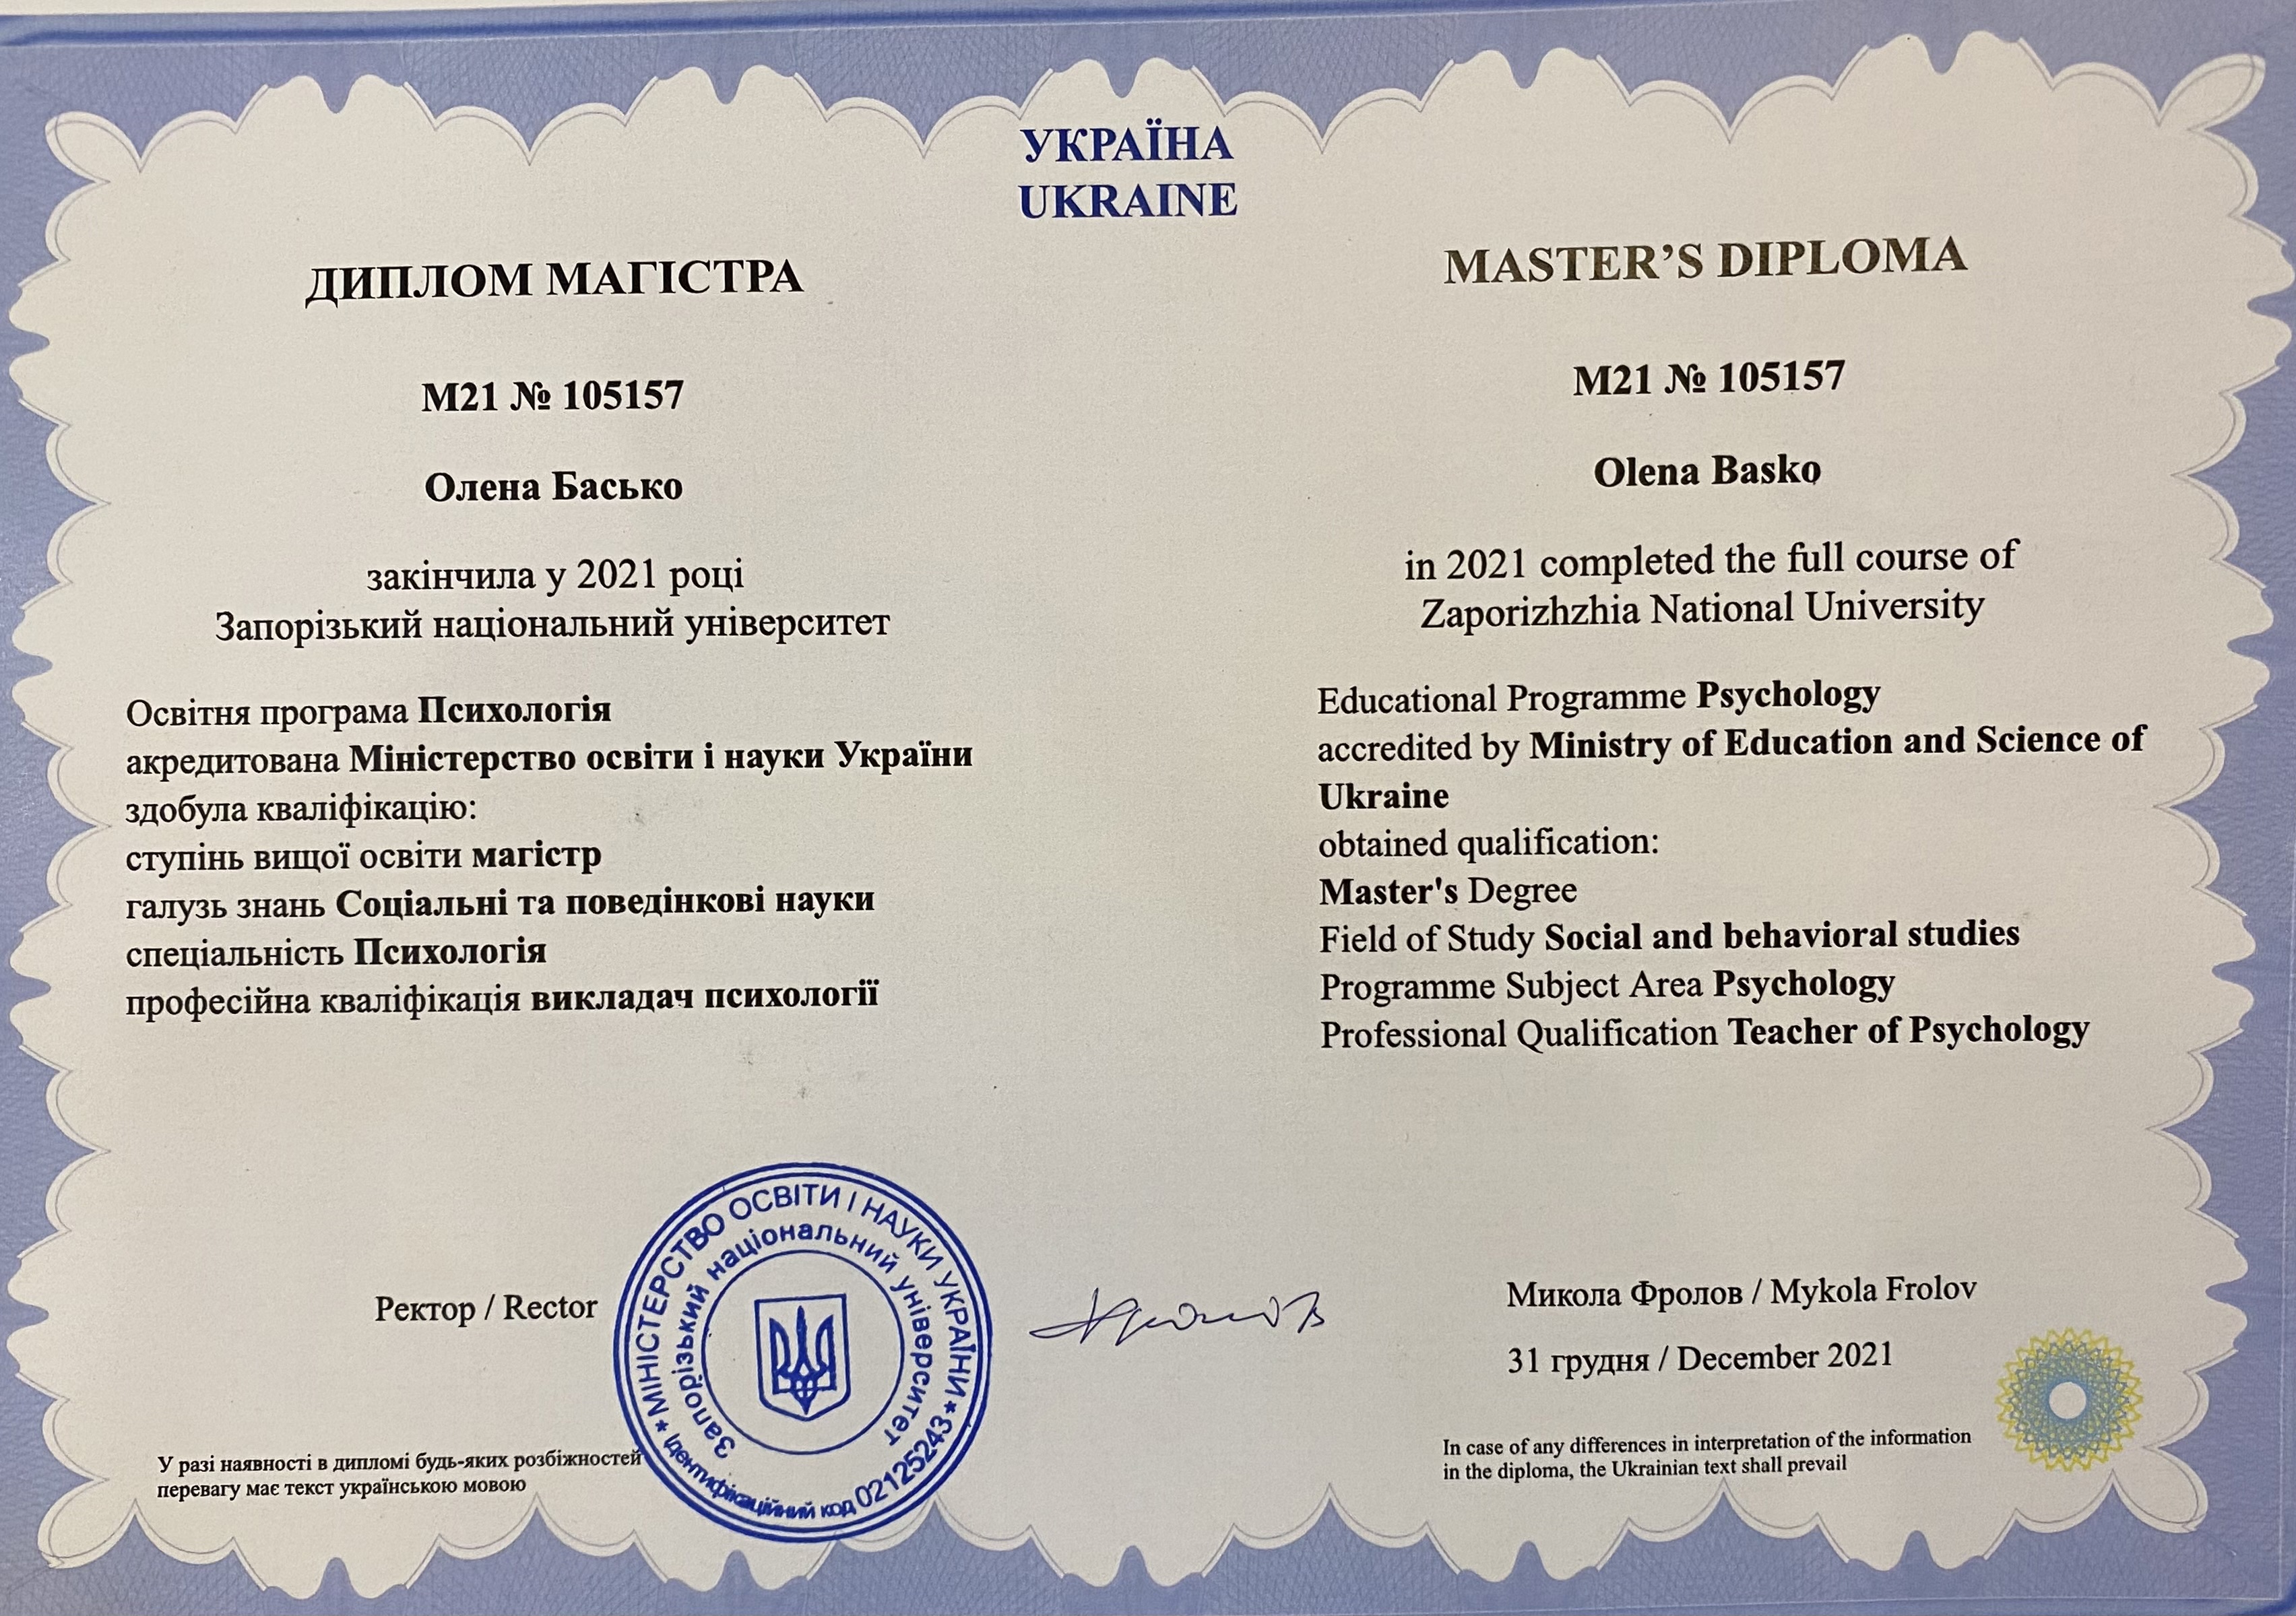 УКРАЇНА
UKRAINE
ДИПЛОМ МАГІСТРА
М21 № 105157
Олена Басько
закінчила у 2021 році
Запорізький національний університет
Освітня програма Психологія
акредитована Міністерство освіти і науки України
здобула кваліфікацію:
ступінь вищої освіти магістр
галузь знань Соціальні та поведінкові науки
спеціальність Психологія
професійна кваліфікація викладач психології
MASTER’S DIPLOMA
M21 № 105157
Olena Basko
in 2021 completed the full course of
Zaporizhzhia National University
Educational Programme Psychology
accredited by Ministry of Education and Science of
Ukraine
obtained qualification:
Master's Degree
Field of Study Social and behavioral studies
Programme Subject Area Psychology
Professional Qualification Teacher of Psychology
Ректор / Rector
* МІНІСТЕРСТВО ОСВІТИ І НАУКИ УКРАЇНИ *
Запорізький національний університет
Ідентифікаційний код 02125243
Микола Фролов / Mykola Frolov
31 грудня / December 2021
У разі наявності в дипломі будь-яких розбіжностей
перевагу має текст українською мовою
In case of any differences in interpretation of the information
in the diploma, the Ukrainian text shall prevail